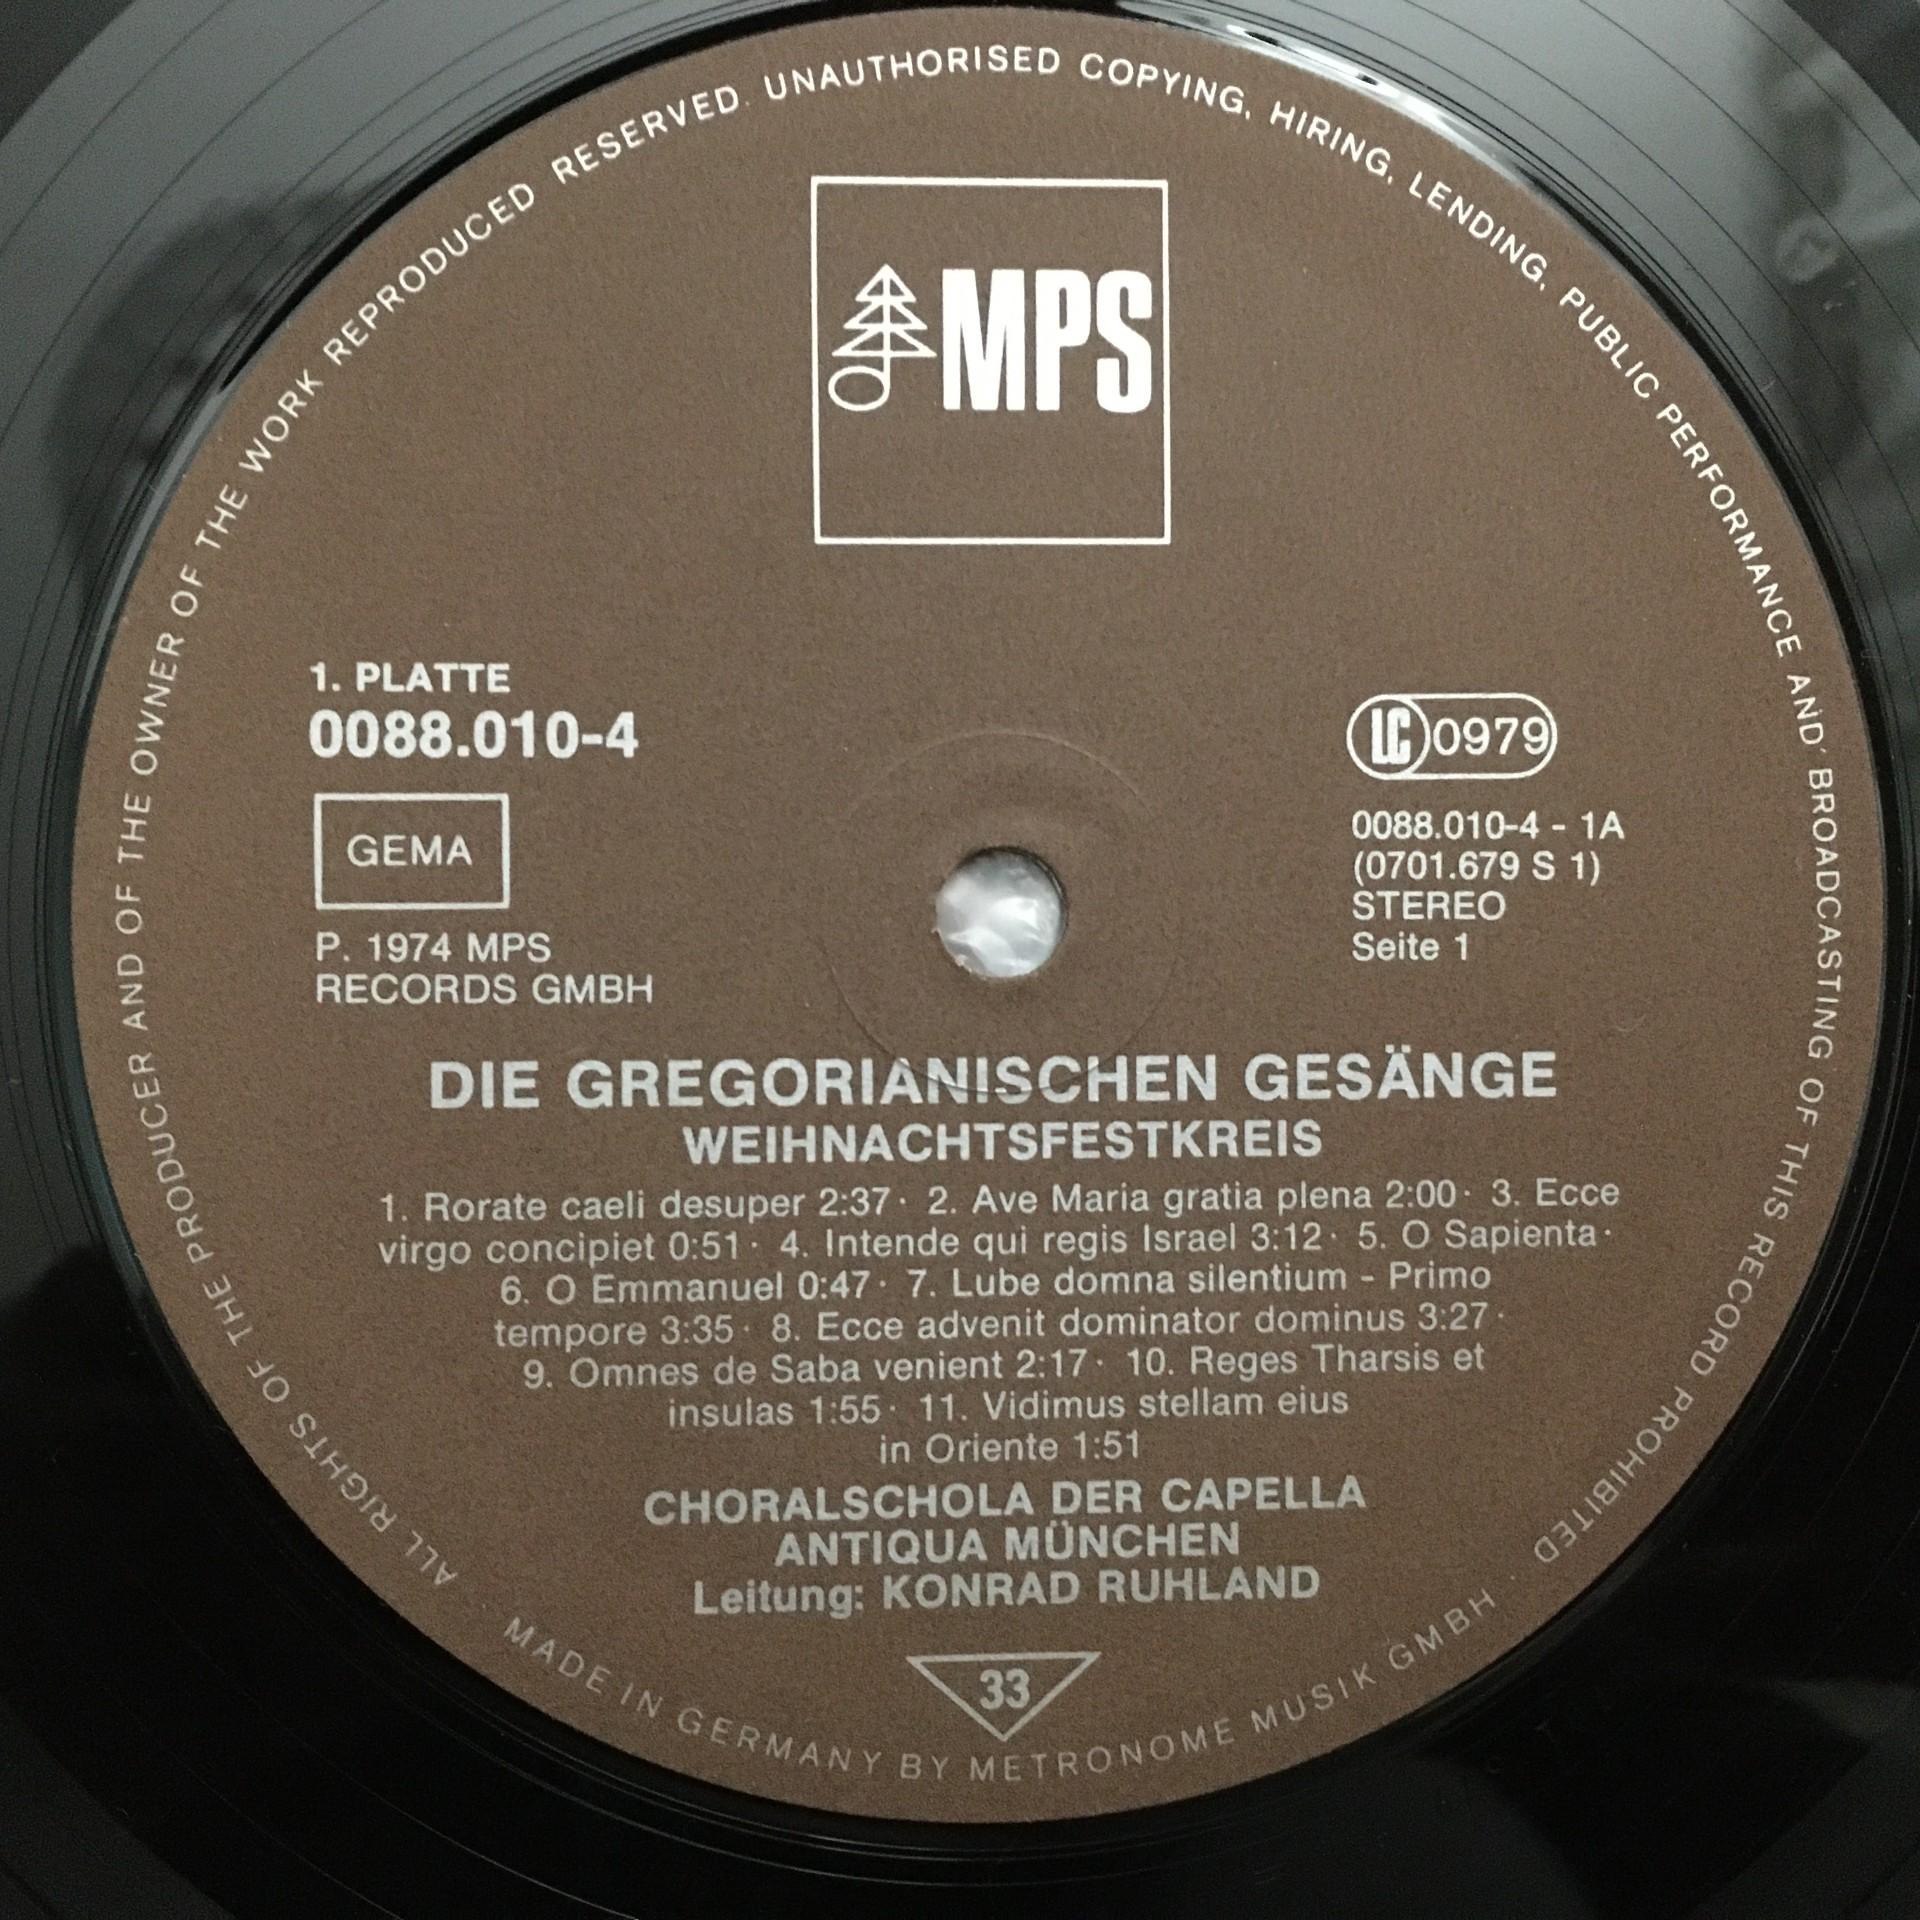 ALL RIGHTS OF THE PRODUCER AND OF THE OWNER OF THE WORK REPRODUCED RESERVED. UNAUTHORISED COPYING, HIRING, LENDING, PUBLIC PERFORMANCE AND BROADCASTING OF THIS RECORD PROHIBITED
MPS
1. PLATTE
0088.010-4
GEMA
P. 1974 MPS
RECORDS GMBH
LC 0979
0088.010-4 - 1A
(0701.679 S 1)
STEREO
Seite 1
DIE GREGORIANISCHEN GESÄNGE
WEIHNACHTSFESTKREIS
1. Rorate caeli desuper 2:37 · 2. Ave Maria gratia plena 2:00 · 3. Ecce
virgo concipiet 0:51 · 4. Intende qui regis Israel 3:12 · 5. O Sapienta ·
6. O Emmanuel 0:47 · 7. Lube domna silentium - Primo
tempore 3:35 · 8. Ecce advenit dominator dominus 3:27 ·
9. Omnes de Saba venient 2:17 · 10. Reges Tharsis et
insulas 1:55 · 11. Vidimus stellam eius
in Oriente 1:51
CHORALSCHOLA DER CAPELLA
ANTIQUA MÜNCHEN
Leitung: KONRAD RUHLAND
33
MADE IN GERMANY BY METRONOME MUSIK GMBH